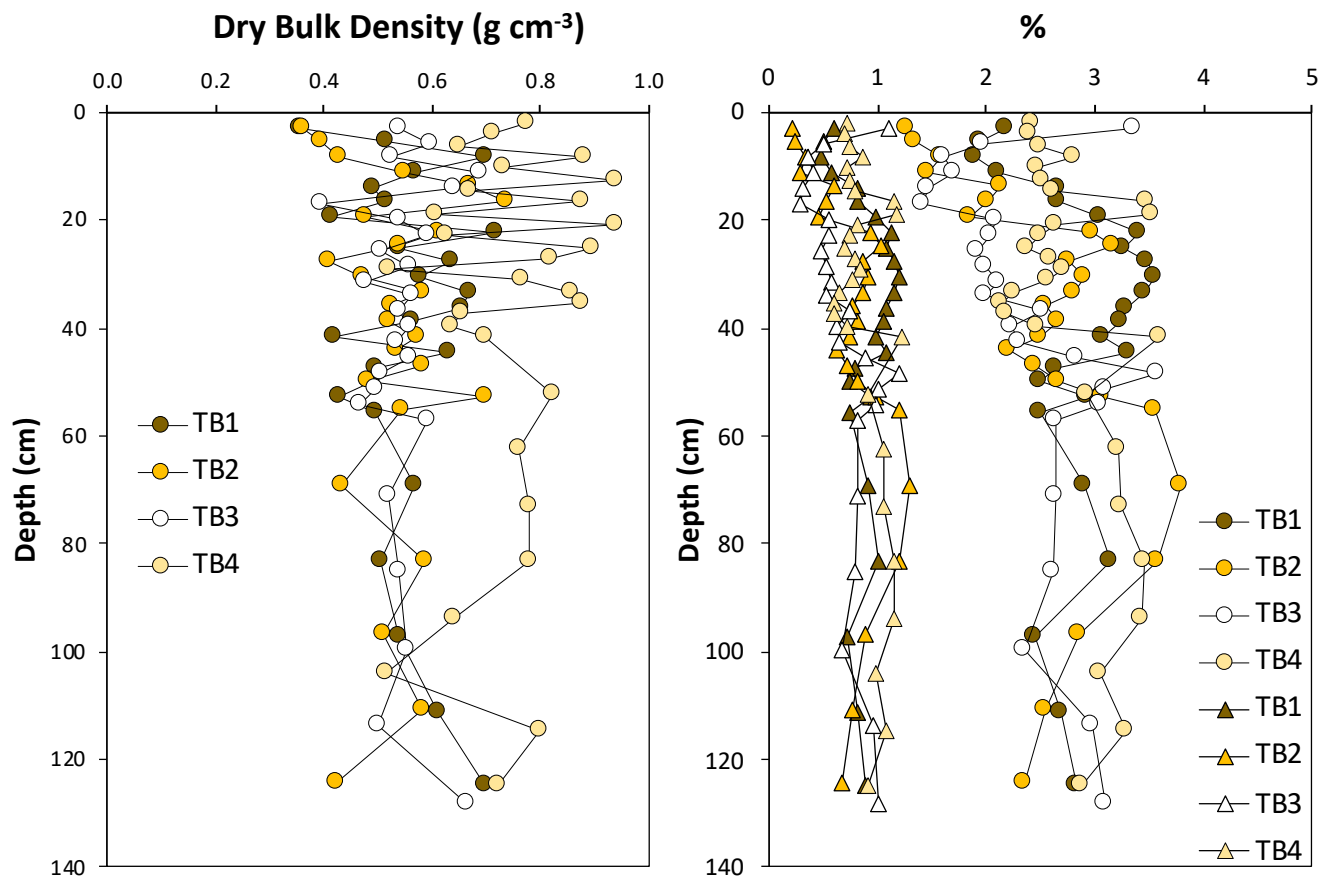 Dry Bulk Density (g cm-3)
0.0 0.2 0.4 0.6 0.8 1.0
0
20
40
60
80
100
120
140
Depth (cm)
TB1
TB2
TB3
TB4
%
0 1 2 3 4 5
0
20
40
60
80
100
120
140
Depth (cm)
TB1
TB2
TB3
TB4
TB1
TB2
TB3
TB4